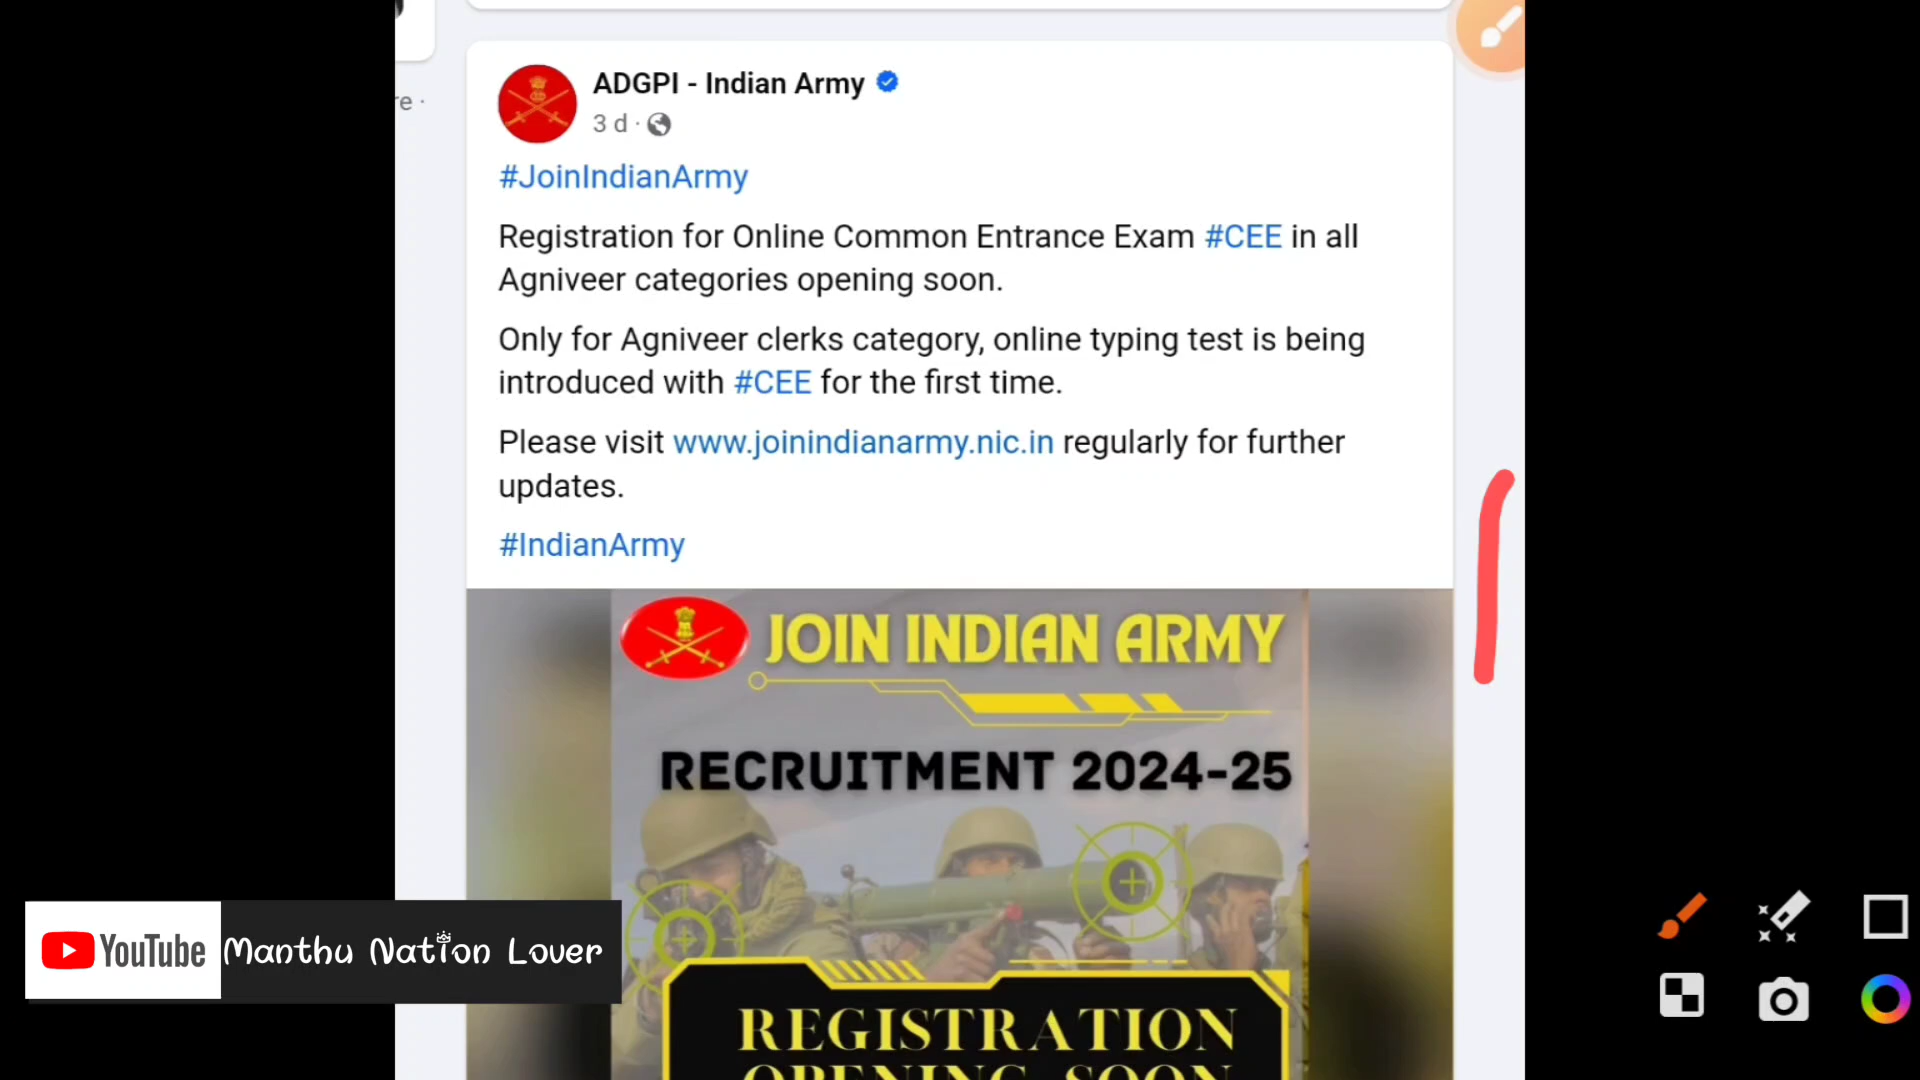 re ·
ADGPI - Indian Army
3 d ·
#JoinIndianArmy
Registration for Online Common Entrance Exam #CEE in all
Agniveer categories opening soon.
Only for Agniveer clerks category, online typing test is being
introduced with #CEE for the first time.
Please visit www.joinindianarmy.nic.in regularly for further
updates.
#IndianArmy
JOIN INDIAN ARMY
RECRUITMENT 2024-25
REGISTRATION
OPENING SOON
YouTube Manthu Nation Lover